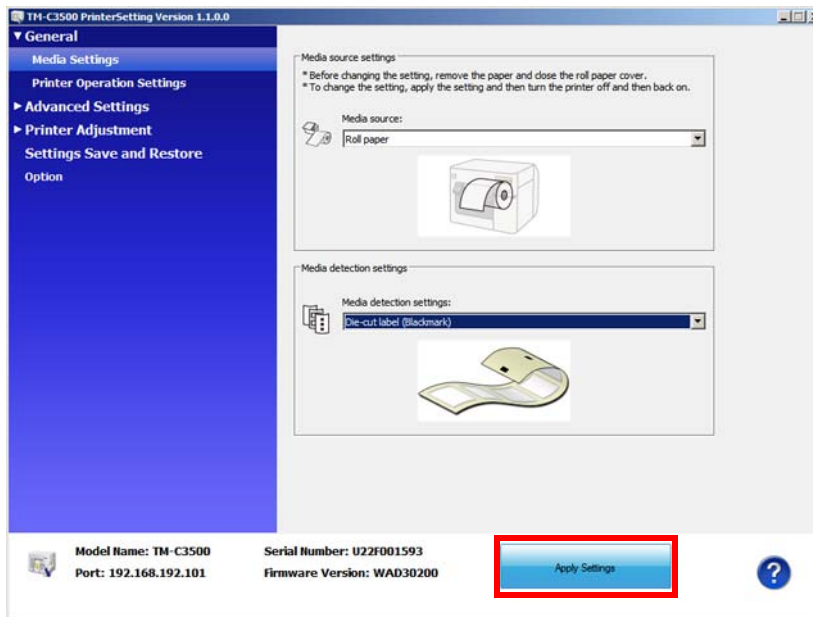 TM-C3500 PrinterSetting Version 1.1.0.0
▼ General
Media Settings
Printer Operation Settings
► Advanced Settings
► Printer Adjustment
Settings Save and Restore
Option
Media source settings
* Before changing the setting, remove the paper and close the roll paper cover.
* To change the setting, apply the setting and then turn the printer off and then back on.
Media source:
Roll paper
Media detection settings
Media detection settings:
Die-cut label (Blackmark)
Model Name: TM-C3500
Serial Number: U22F001593
Port: 192.168.192.101
Firmware Version: WAD30200
Apply Settings
?